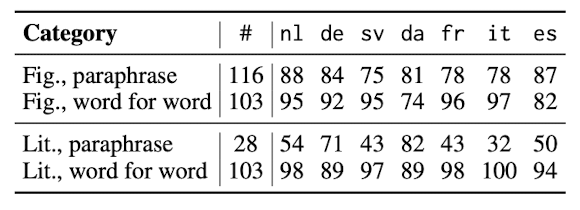 Category # nl de sv da fr it es
Fig., paraphrase 116 88 84 75 81 78 78 87
Fig., word for word 103 95 92 95 74 96 97 82
Lit., paraphrase 28 54 71 43 82 43 32 50
Lit., word for word 103 98 89 97 89 98 100 94